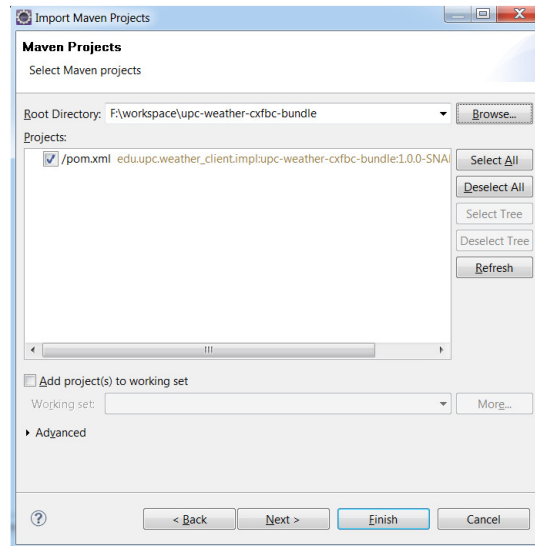 Import Maven Projects
Maven Projects
Select Maven projects
Root Directory: F:\workspace\upc-weather-cxfbc-bundle Browse...
Projects:
/pom.xml edu.upc.weather_client.impl:upc-weather-cxfbc-bundle:1.0.0-SNA
Select All
Deselect All
Select Tree
Deselect Tree
Refresh
Add project(s) to working set
Working set: More...
Advanced
? < Back Next > Finish Cancel